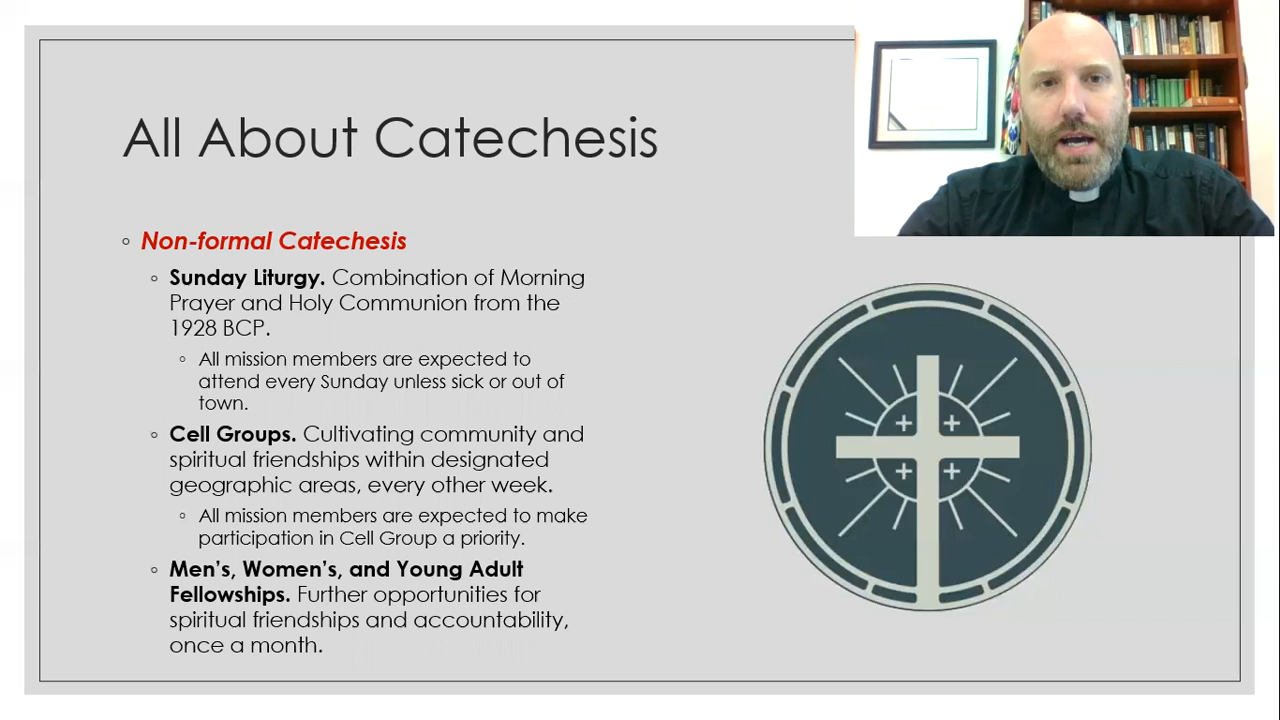 All About Catechesis
◦ Non-formal Catechesis
◦ Sunday Liturgy. Combination of Morning
Prayer and Holy Communion from the
1928 BCP.
◦ All mission members are expected to
attend every Sunday unless sick or out of
town.
◦ Cell Groups. Cultivating community and
spiritual friendships within designated
geographic areas, every other week.
◦ All mission members are expected to make
participation in Cell Group a priority.
◦ Men’s, Women’s, and Young Adult
Fellowships. Further opportunities for
spiritual friendships and accountability,
once a month.